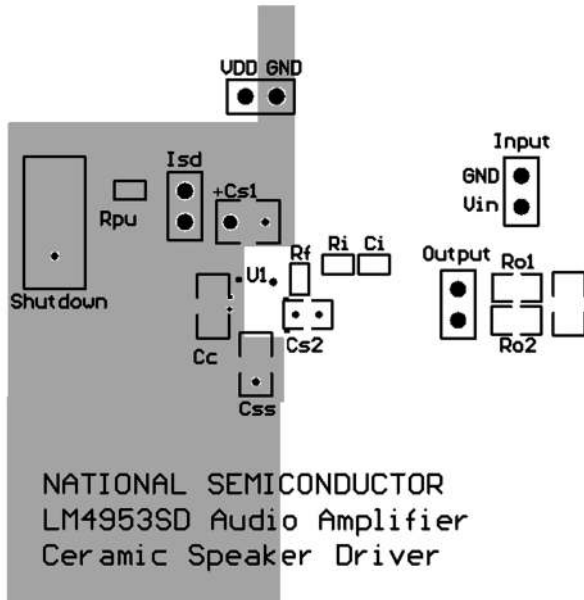 VDD GND
Input
Isd
GND
+Cs1
Rpu
Vin
Rf
Ri
Ci
Output
Ro1
U1
Shutdown
Cc
Cs2
Ro2
Css
NATIONAL SEMICONDUCTOR
LM4953SD Audio Amplifier
Ceramic Speaker Driver